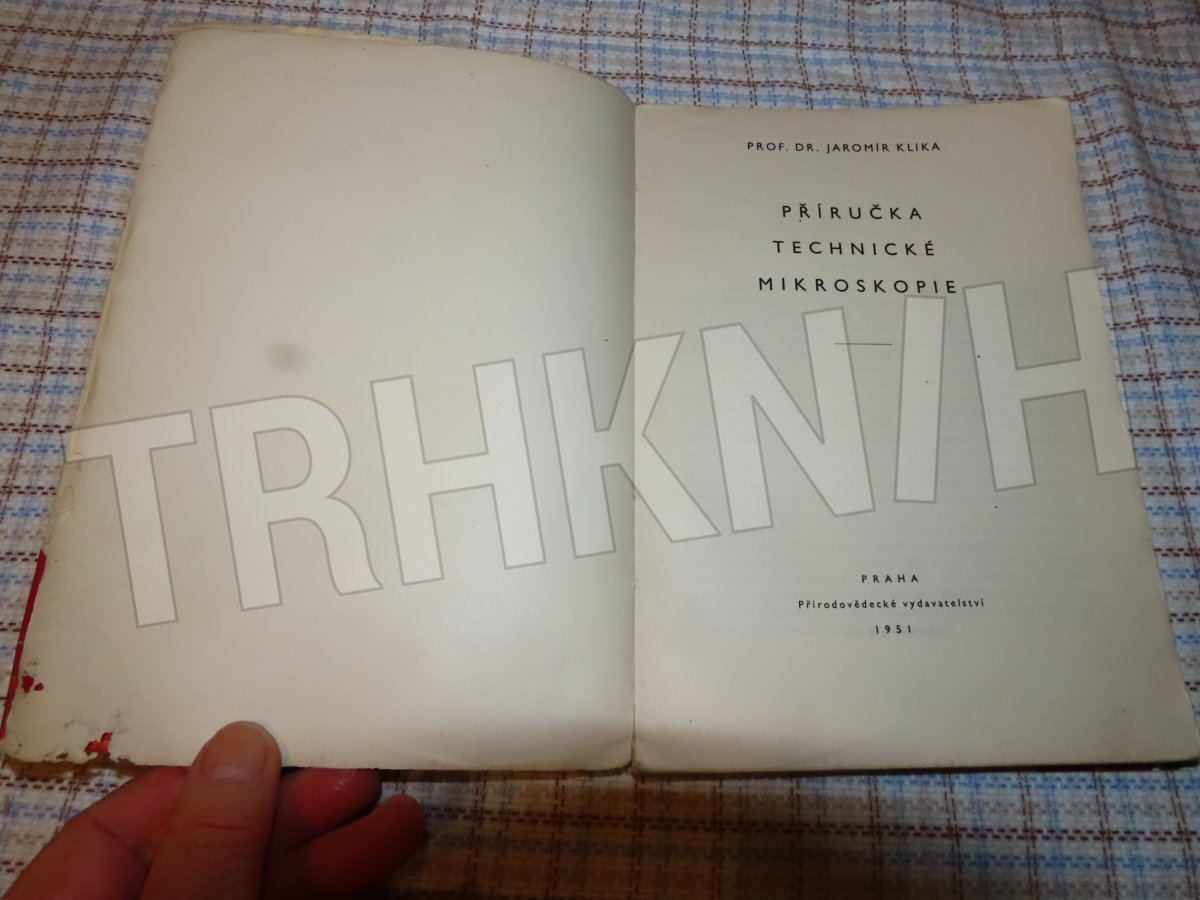 PROF. DR. JAROMÍR KLIKA
PŘÍRUČKA
TECHNICKÉ
MIKROSKOPIE
TRHKNIH
PRAHA
Přírodovědecké vydavatelství
1951